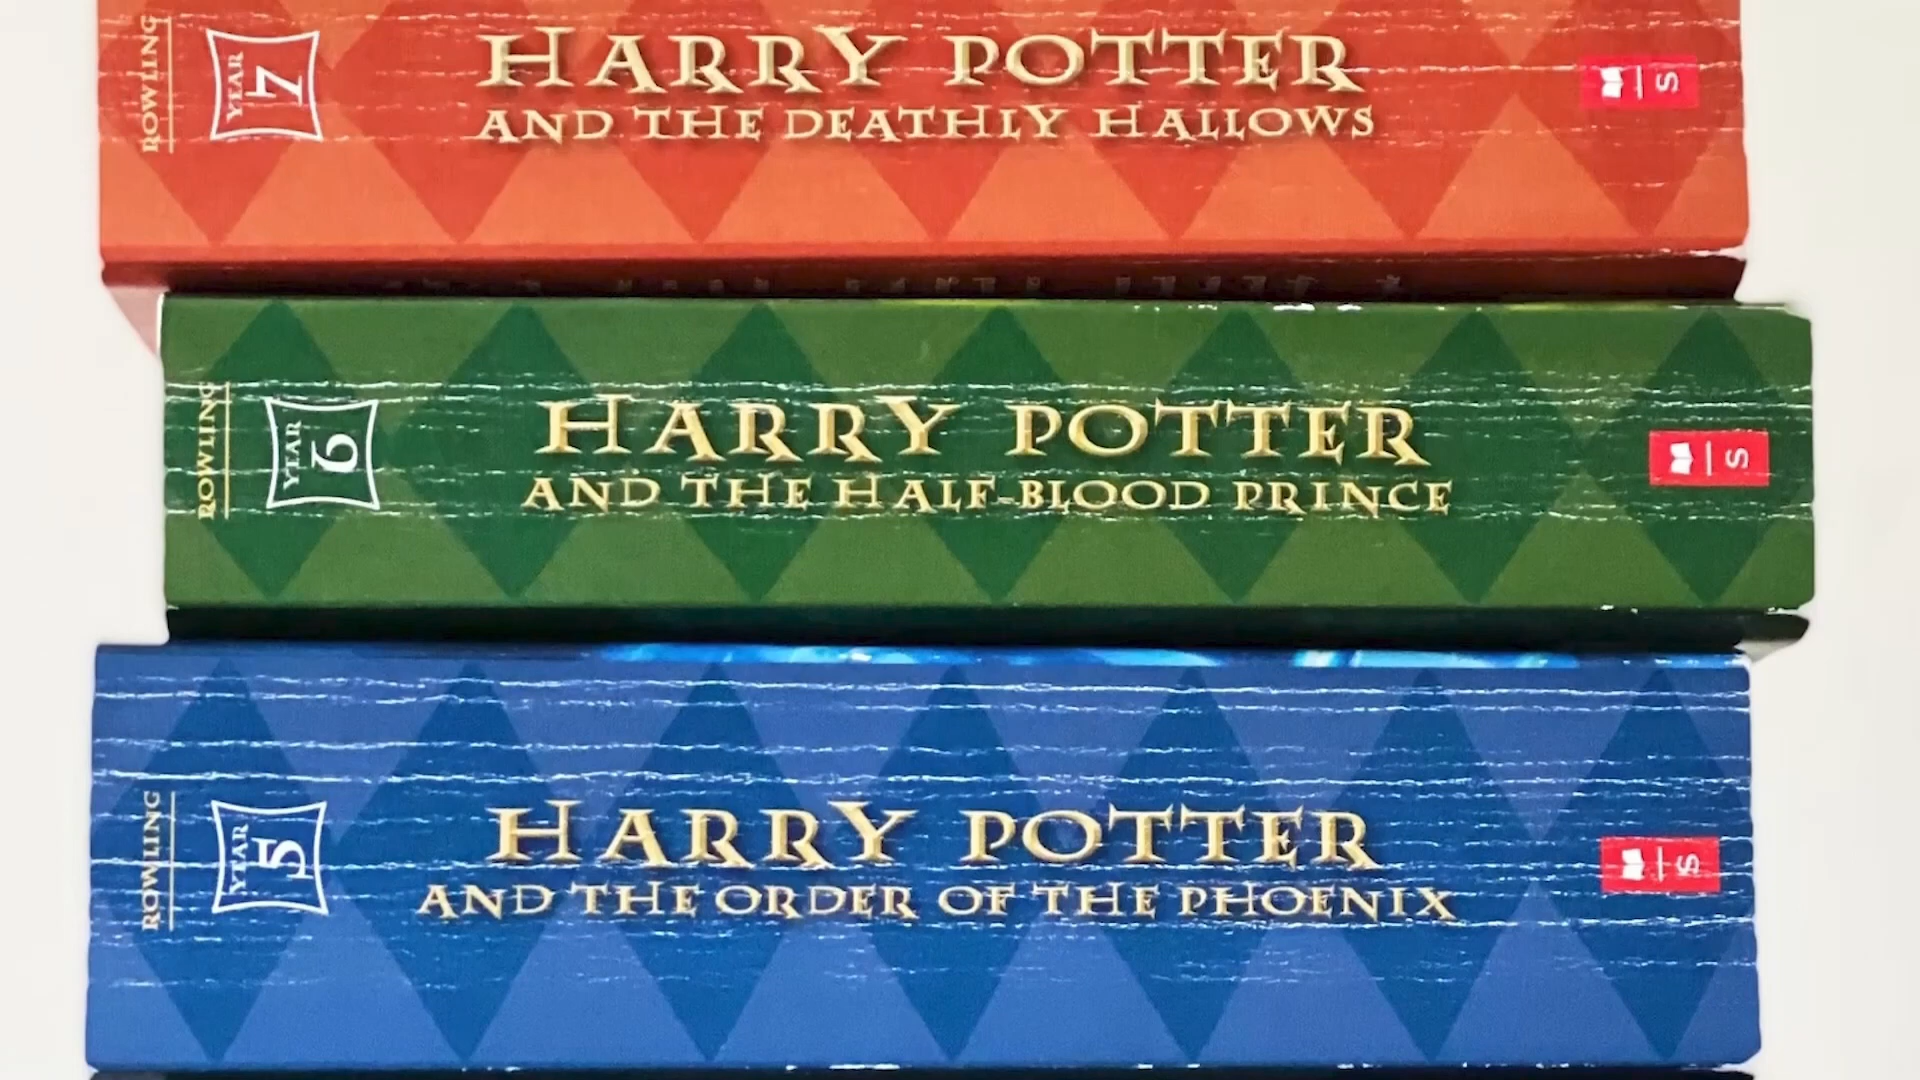 ROWLING
YEAR
7
HARRY POTTER
AND THE DEATHLY HALLOWS
S
ROWLING
YEAR
6
HARRY POTTER
AND THE HALF-BLOOD PRINCE
S
ROWLING
YEAR
5
HARRY POTTER
AND THE ORDER OF THE PHOENIX
S